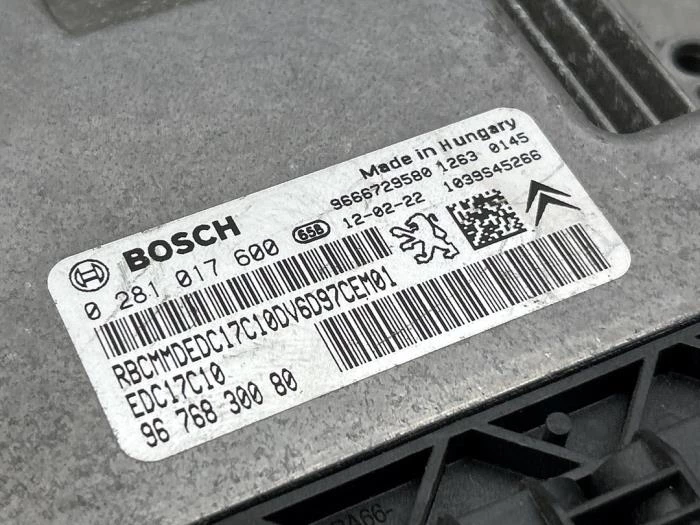 Made in Hungary
9666729580 1263 0145
BOSCH 658 12-02-22 1039S45266
0 281 017 600
RBCMMDEDC17C10DV6D97CEM01
EDC17C10
96 768 300 80